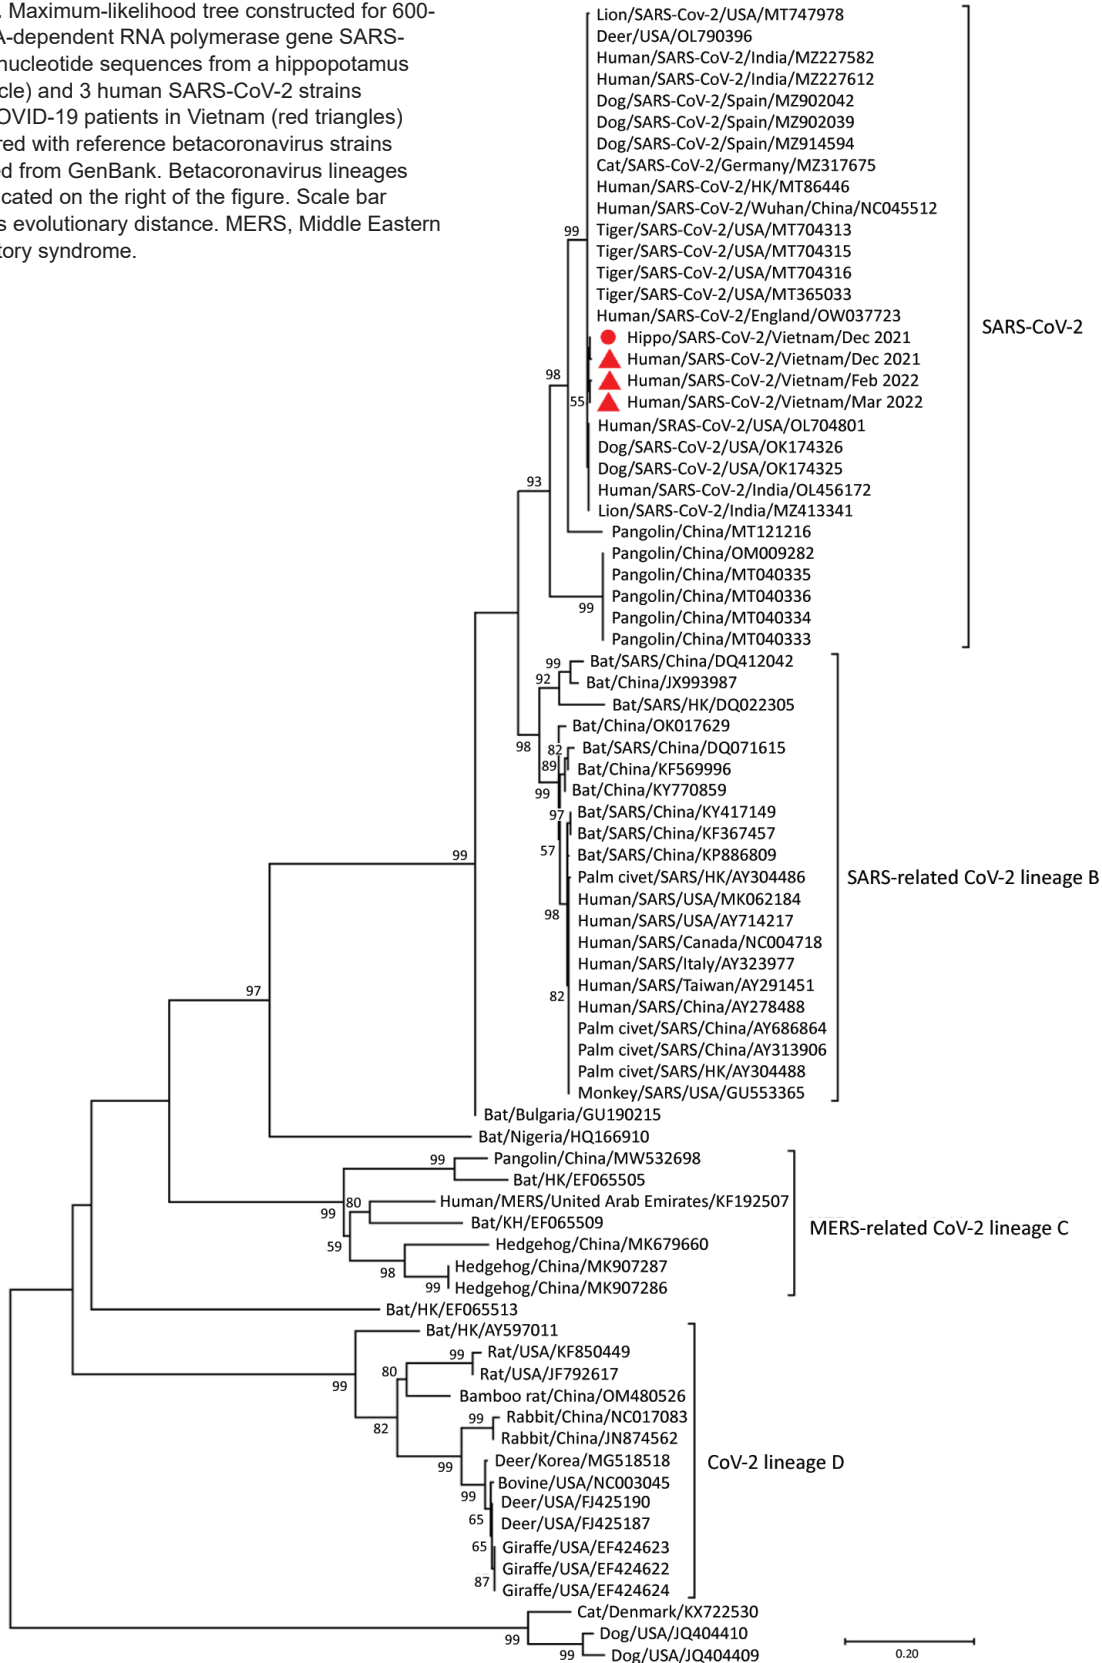 . Maximum-likelihood tree constructed for 600-
A-dependent RNA polymerase gene SARS-
nucleotide sequences from a hippopotamus
cle) and 3 human SARS-CoV-2 strains
OVID-19 patients in Vietnam (red triangles)
red with reference betacoronavirus strains
ed from GenBank. Betacoronavirus lineages
icated on the right of the figure. Scale bar
s evolutionary distance. MERS, Middle Eastern
tory syndrome.
Lion/SARS-Cov-2/USA/MT747978
Deer/USA/OL790396
Human/SARS-CoV-2/India/MZ227582
Human/SARS-CoV-2/India/MZ227612
Dog/SARS-CoV-2/Spain/MZ902042
Dog/SARS-CoV-2/Spain/MZ902039
Dog/SARS-CoV-2/Spain/MZ914594
Cat/SARS-CoV-2/Germany/MZ317675
Human/SARS-CoV-2/HK/MT86446
Human/SARS-CoV-2/Wuhan/China/NC045512
99 Tiger/SARS-CoV-2/USA/MT704313
Tiger/SARS-CoV-2/USA/MT704315
Tiger/SARS-CoV-2/USA/MT704316
Tiger/SARS-CoV-2/USA/MT365033
Human/SARS-CoV-2/England/OW037723
SARS-CoV-2
Hippo/SARS-CoV-2/Vietnam/Dec 2021
Human/SARS-CoV-2/Vietnam/Dec 2021
98 Human/SARS-CoV-2/Vietnam/Feb 2022
55 Human/SARS-CoV-2/Vietnam/Mar 2022
Human/SRAS-CoV-2/USA/OL704801
Dog/SARS-CoV-2/USA/OK174326
Dog/SARS-CoV-2/USA/OK174325
93 Human/SARS-CoV-2/India/OL456172
Lion/SARS-CoV-2/India/MZ413341
Pangolin/China/MT121216
Pangolin/China/OM009282
Pangolin/China/MT040335
Pangolin/China/MT040336
99 Pangolin/China/MT040334
Pangolin/China/MT040333
99 Bat/SARS/China/DQ412042
92 Bat/China/JX993987
Bat/SARS/HK/DQ022305
Bat/China/OK017629
98 82 Bat/SARS/China/DQ071615
89 Bat/China/KF569996
99 Bat/China/KY770859
97 Bat/SARS/China/KY417149
Bat/SARS/China/KF367457
57 Bat/SARS/China/KP886809
99 Palm civet/SARS/HK/AY304486
SARS-related CoV-2 lineage B
Human/SARS/USA/MK062184
98 Human/SARS/USA/AY714217
Human/SARS/Canada/NC004718
Human/SARS/Italy/AY323977
97 Human/SARS/Taiwan/AY291451
82 Human/SARS/China/AY278488
Palm civet/SARS/China/AY686864
Palm civet/SARS/China/AY313906
Palm civet/SARS/HK/AY304488
Monkey/SARS/USA/GU553365
Bat/Bulgaria/GU190215
Bat/Nigeria/HQ166910
99 Pangolin/China/MW532698
Bat/HK/EF065505
80 Human/MERS/United Arab Emirates/KF192507
99 Bat/KH/EF065509
MERS-related CoV-2 lineage C
59 Hedgehog/China/MK679660
98 Hedgehog/China/MK907287
99 Hedgehog/China/MK907286
Bat/HK/EF065513
Bat/HK/AY597011
99 Rat/USA/KF850449
80 Rat/USA/JF792617
99 Bamboo rat/China/OM480526
99 Rabbit/China/NC017083
82 Rabbit/China/JN874562
99 Deer/Korea/MG518518
CoV-2 lineage D
Bovine/USA/NC003045
99 Deer/USA/FJ425190
65 Deer/USA/FJ425187
65 Giraffe/USA/EF424623
Giraffe/USA/EF424622
87 Giraffe/USA/EF424624
Cat/Denmark/KX722530
99 Dog/USA/JQ404410
99 Dog/USA/JQ404409
0.20